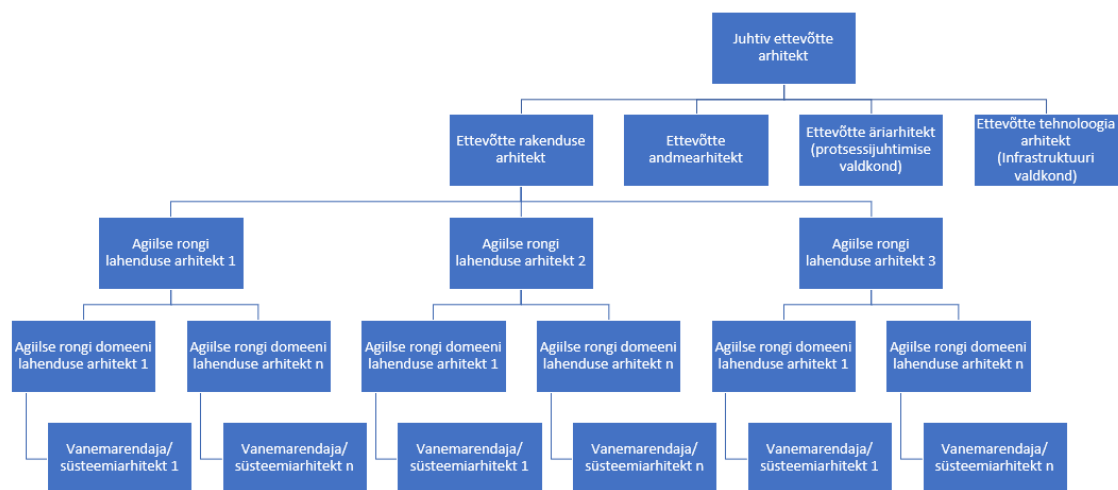 Juhtiv ettevõtte
arhitekt
Ettevõtte rakenduse
arhitekt
Ettevõtte
andmearhitekt
Ettevõtte äriarhitekt
(protsessijuhtimise
valdkond)
Ettevõtte tehnoloogia
arhitekt
(Infrastruktuuri
valdkond)
Agiilse rongi
lahenduse arhitekt 1
Agiilse rongi
lahenduse arhitekt 2
Agiilse rongi
lahenduse arhitekt 3
Agiilse rongi domeeni
lahenduse arhitekt 1
Agiilse rongi domeeni
lahenduse arhitekt n
Agiilse rongi domeeni
lahenduse arhitekt 1
Agiilse rongi domeeni
lahenduse arhitekt n
Agiilse rongi domeeni
lahenduse arhitekt 1
Agiilse rongi domeeni
lahenduse arhitekt n
Vanemarendaja/
süsteemiarhitekt 1
Vanemarendaja/
süsteemiarhitekt n
Vanemarendaja/
süsteemiarhitekt 1
Vanemarendaja/
süsteemiarhitekt n
Vanemarendaja/
süsteemiarhitekt 1
Vanemarendaja/
süsteemiarhitekt n